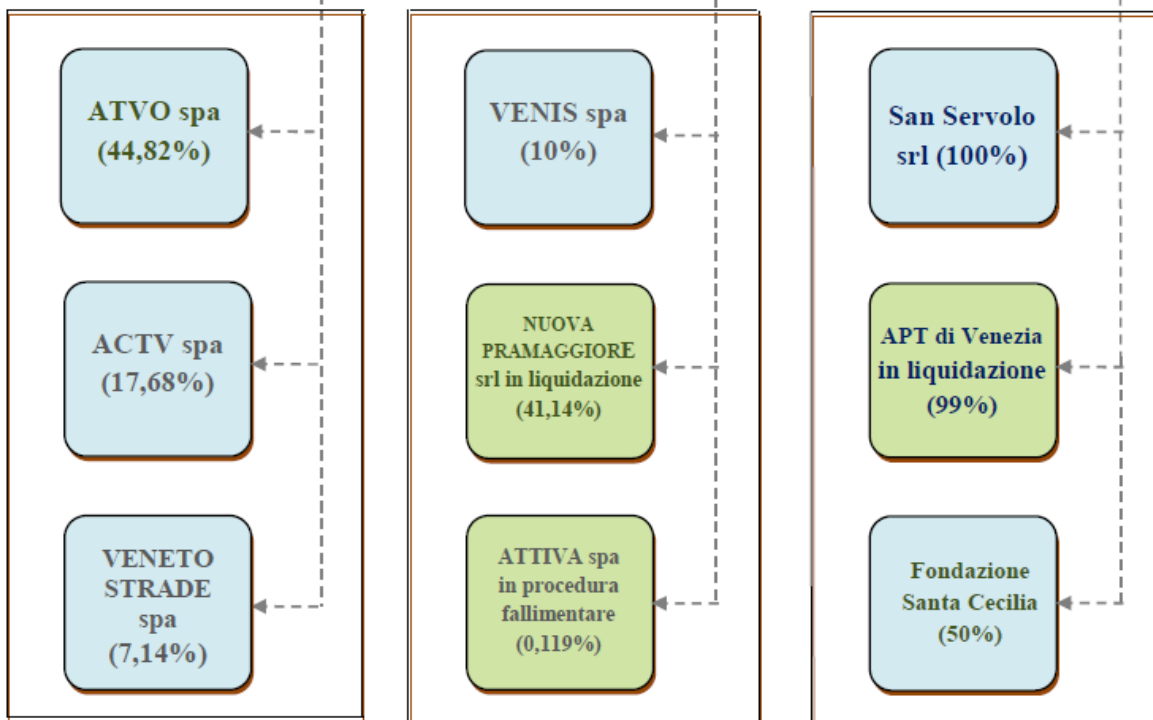 ATVO spa
(44,82%)
ACTV spa
(17,68%)
VENETO
STRADE
spa
(7,14%)
VENIS spa
(10%)
NUOVA
PRAMAGGIORE
srl in liquidazione
(41,14%)
ATTIVA spa
in procedura
fallimentare
(0,119%)
San Servolo
srl (100%)
APT di Venezia
in liquidazione
(99%)
Fondazione
Santa Cecilia
(50%)